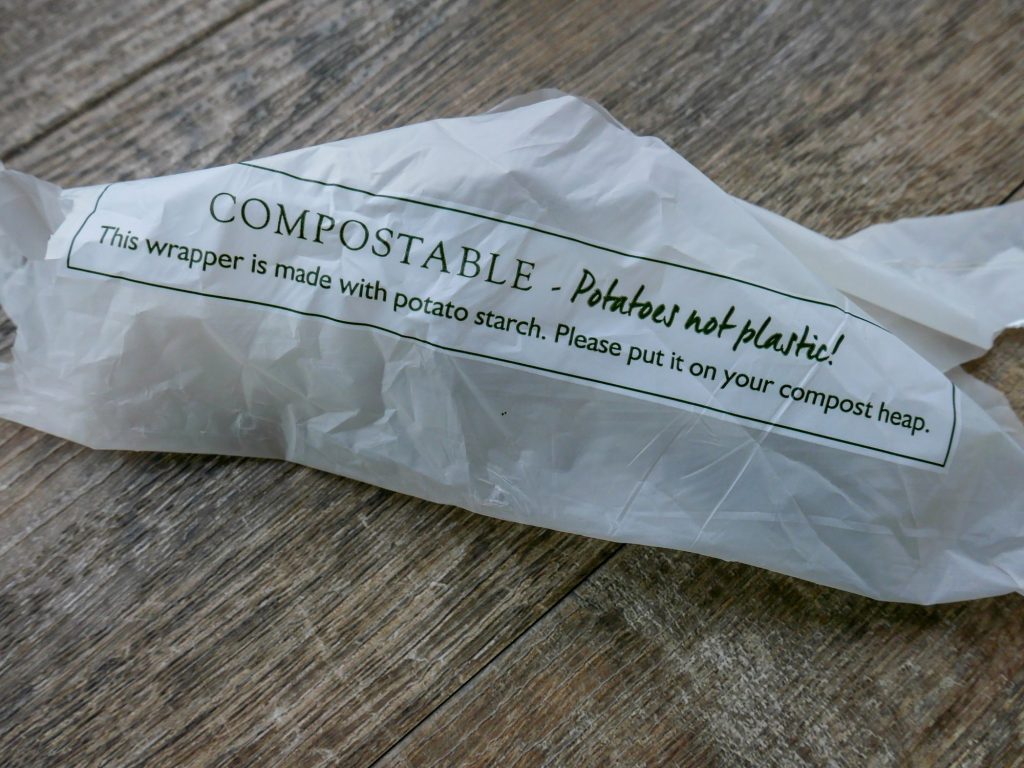 COMPOSTABLE - Potatoes not plastic!
This wrapper is made with potato starch. Please put it on your compost heap.